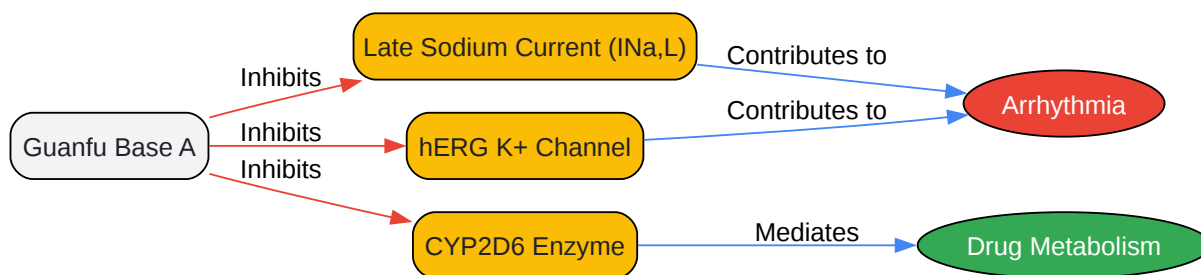 Late Sodium Current (INa,L)
Contributes to
Inhibits
Arrhythmia
Contributes to
Guanfu Base A
Inhibits
hERG K+ Channel
Inhibits
CYP2D6 Enzyme
Mediates
Drug Metabolism